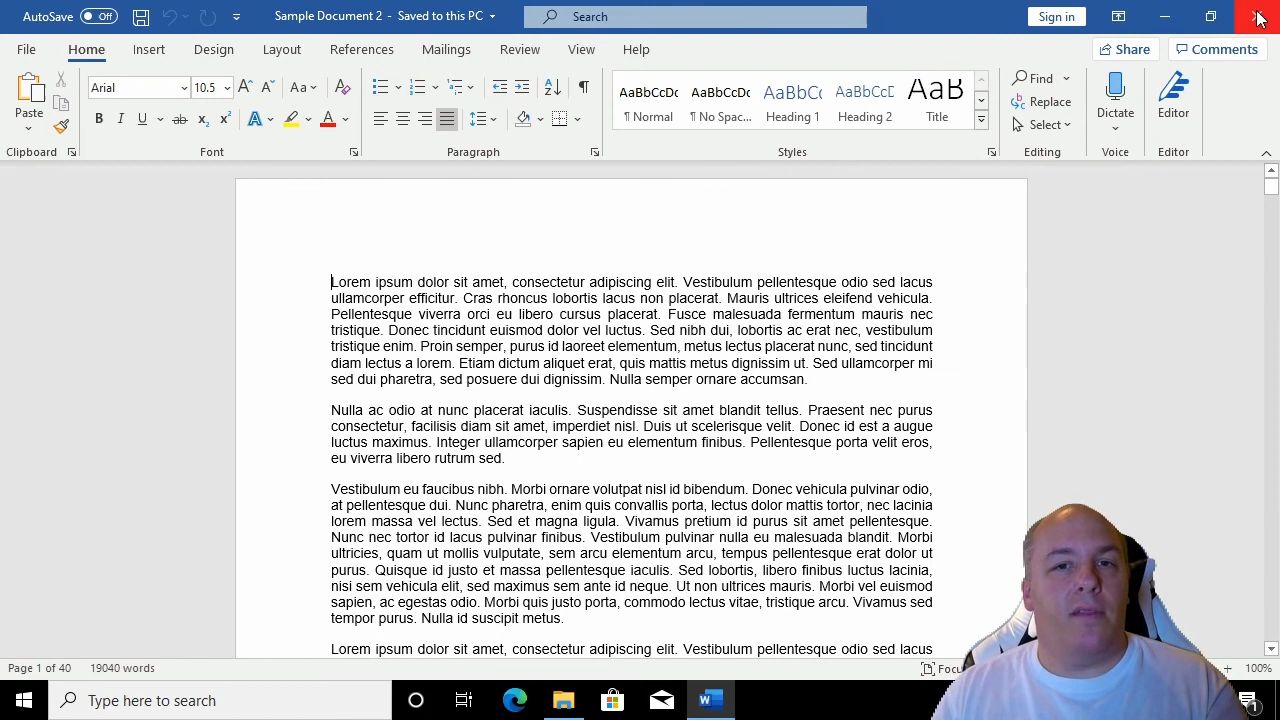 AutoSave Off Sample Document 2 - Saved to this PC Search Sign in
File Home Insert Design Layout References Mailings Review View Help Share Comments
Arial 10.5 Aa AaBbCcDc AaBbCcDc AaBbCc AaBbCcD AaB Find
Replace
Paste B I U ab x2 x2 A A ¶ Normal ¶ No Spac... Heading 1 Heading 2 Title Select Dictate Editor
Clipboard Font Paragraph Styles Editing Voice Editor
Lorem ipsum dolor sit amet, consectetur adipiscing elit. Vestibulum pellentesque odio sed lacus
ullamcorper efficitur. Cras rhoncus lobortis lacus non placerat. Mauris ultrices eleifend vehicula.
Pellentesque viverra orci eu libero cursus placerat. Fusce malesuada fermentum mauris nec
tristique. Donec tincidunt euismod dolor vel luctus. Sed nibh dui, lobortis ac erat nec, vestibulum
tristique enim. Proin semper, purus id laoreet elementum, metus lectus placerat nunc, sed tincidunt
diam lectus a lorem. Etiam dictum aliquet erat, quis mattis metus dignissim ut. Sed ullamcorper mi
sed dui pharetra, sed posuere dui dignissim. Nulla semper ornare accumsan.
Nulla ac odio at nunc placerat iaculis. Suspendisse sit amet blandit tellus. Praesent nec purus
consectetur, facilisis diam sit amet, imperdiet nisl. Duis ut scelerisque velit. Donec id est a augue
luctus maximus. Integer ullamcorper sapien eu elementum finibus. Pellentesque porta velit eros,
eu viverra libero rutrum sed.
Vestibulum eu faucibus nibh. Morbi ornare volutpat nisl id bibendum. Donec vehicula pulvinar odio,
at pellentesque dui. Nunc pharetra, enim quis convallis porta, lectus dolor mattis tortor, nec lacinia
lorem massa vel lectus. Sed et magna ligula. Vivamus pretium id purus sit amet pellentesque.
Nunc nec tortor id lacus pulvinar finibus. Vestibulum pulvinar nulla eu malesuada blandit. Morbi
ultricies, quam ut mollis vulputate, sem arcu elementum arcu, tempus pellentesque erat dolor ut
purus. Quisque id justo et massa pellentesque iaculis. Sed lobortis, libero finibus luctus lacinia,
nisi sem vehicula elit, sed maximus sem ante id neque. Ut non ultrices mauris. Morbi vel euismod
sapien, ac egestas odio. Morbi quis justo porta, commodo lectus vitae, tristique arcu. Vivamus sed
tempor purus. Nulla id suscipit metus.
Lorem ipsum dolor sit amet, consectetur adipiscing elit. Vestibulum pellentesque odio sed lacus
Page 1 of 40 19040 words Focu 100%
Type here to search 1